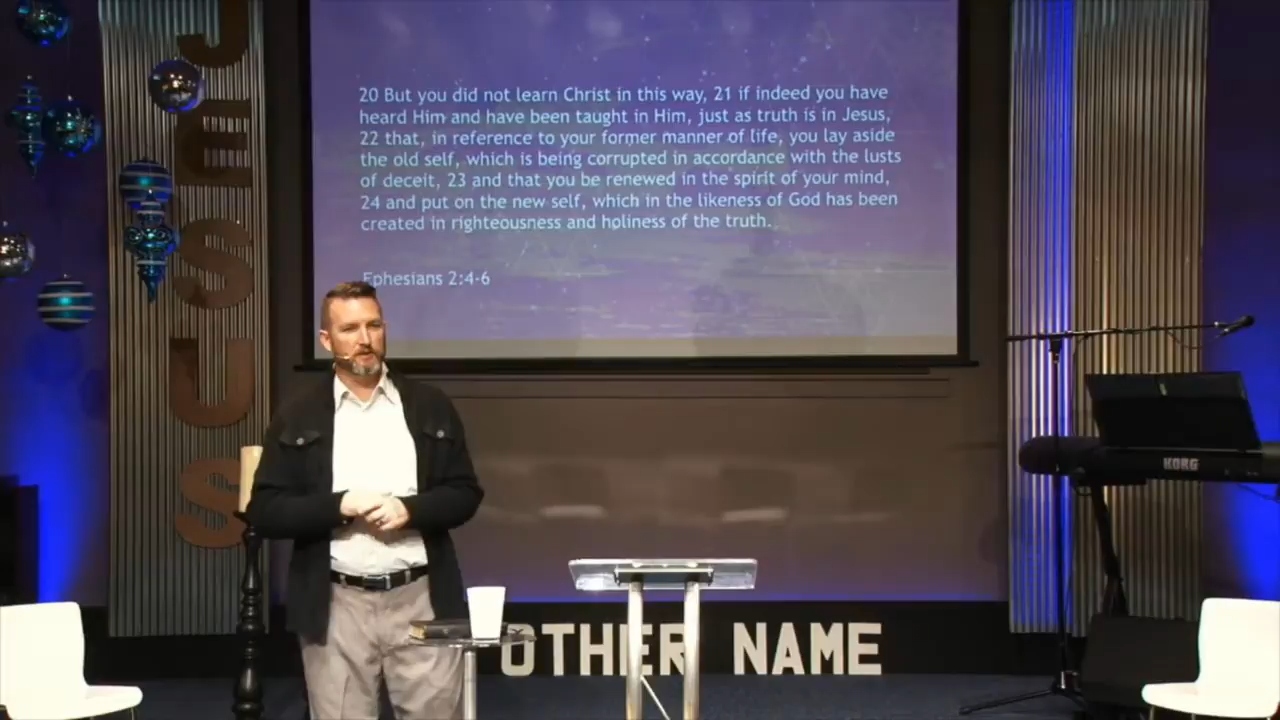 20 But you did not learn Christ in this way, 21 if indeed you have
heard Him and have been taught in Him, just as truth is in Jesus,
22 that, in reference to your former manner of life, you lay aside
the old self, which is being corrupted in accordance with the lusts
of deceit, 23 and that you be renewed in the spirit of your mind,
24 and put on the new self, which in the likeness of God has been
created in righteousness and holiness of the truth.
Ephesians 2:4-6
JESUS
OTHER NAME
KORG